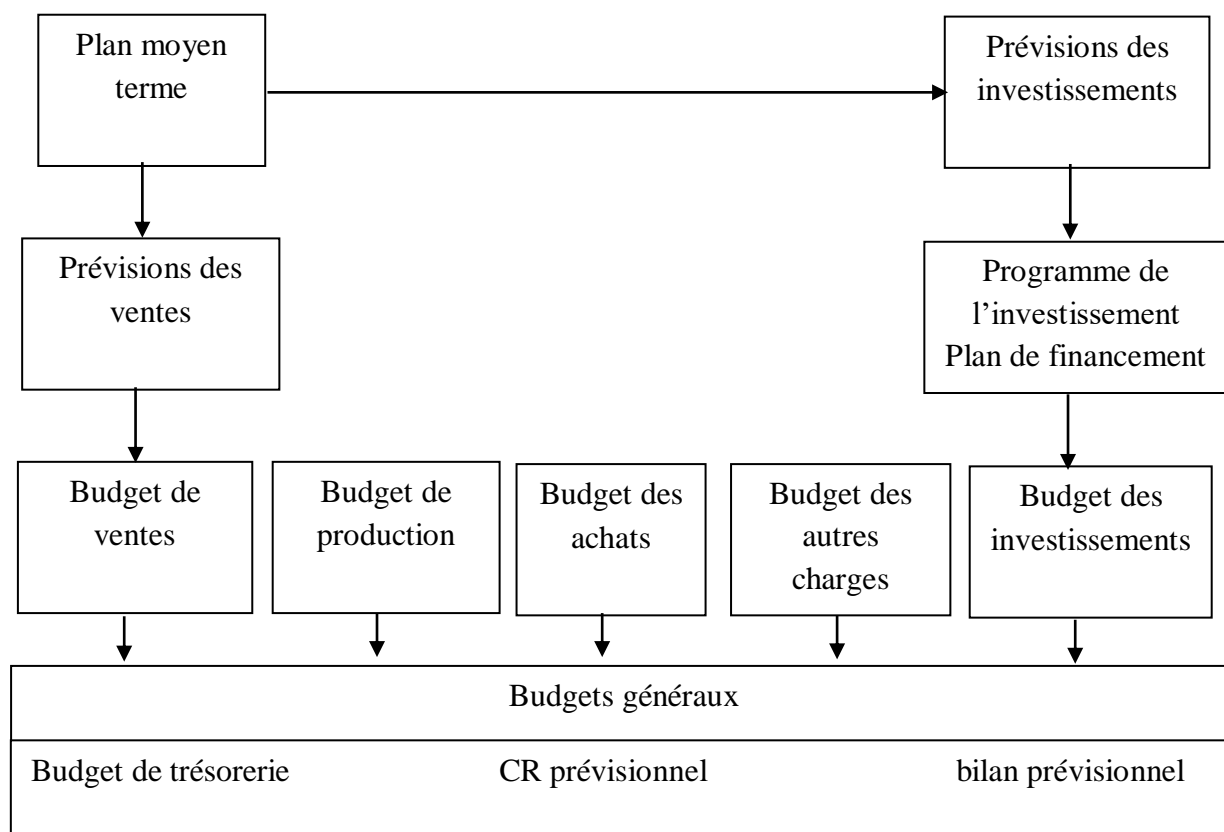 Plan moyen
terme
Prévisions des
investissements
Prévisions des
ventes
Programme de
l’investissement
Plan de financement
Budget de
ventes
Budget de
production
Budget des
achats
Budget des
autres
charges
Budget des
investissements
Budgets généraux
Budget de trésorerie
CR prévisionnel
bilan prévisionnel